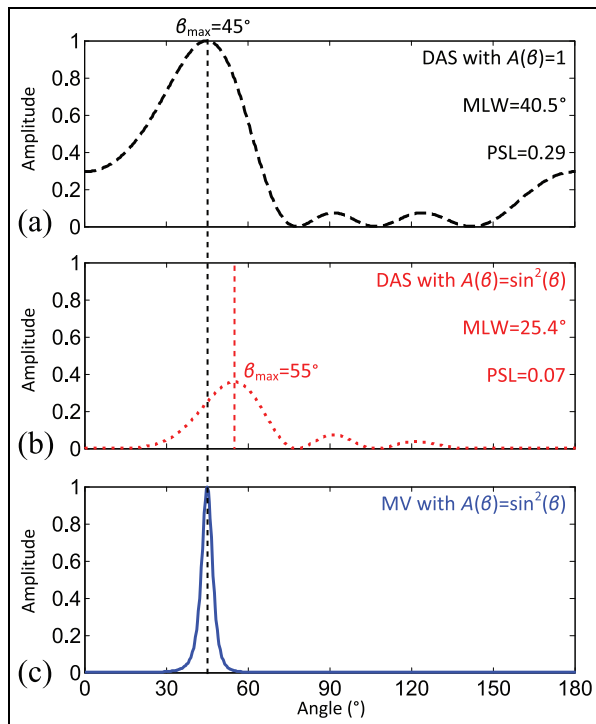 βmax=45°
1
0.8
0.6
0.4
0.2
0
Amplitude
(a)
DAS with A(β)=1
MLW=40.5°
PSL=0.29
1
0.8
0.6
0.4
0.2
0
Amplitude
(b)
DAS with A(β)=sin²(β)
MLW=25.4°
βmax=55°
PSL=0.07
1
0.8
0.6
0.4
0.2
0
Amplitude
(c)
MV with A(β)=sin²(β)
0 30 60 90 120 150 180
Angle (°)